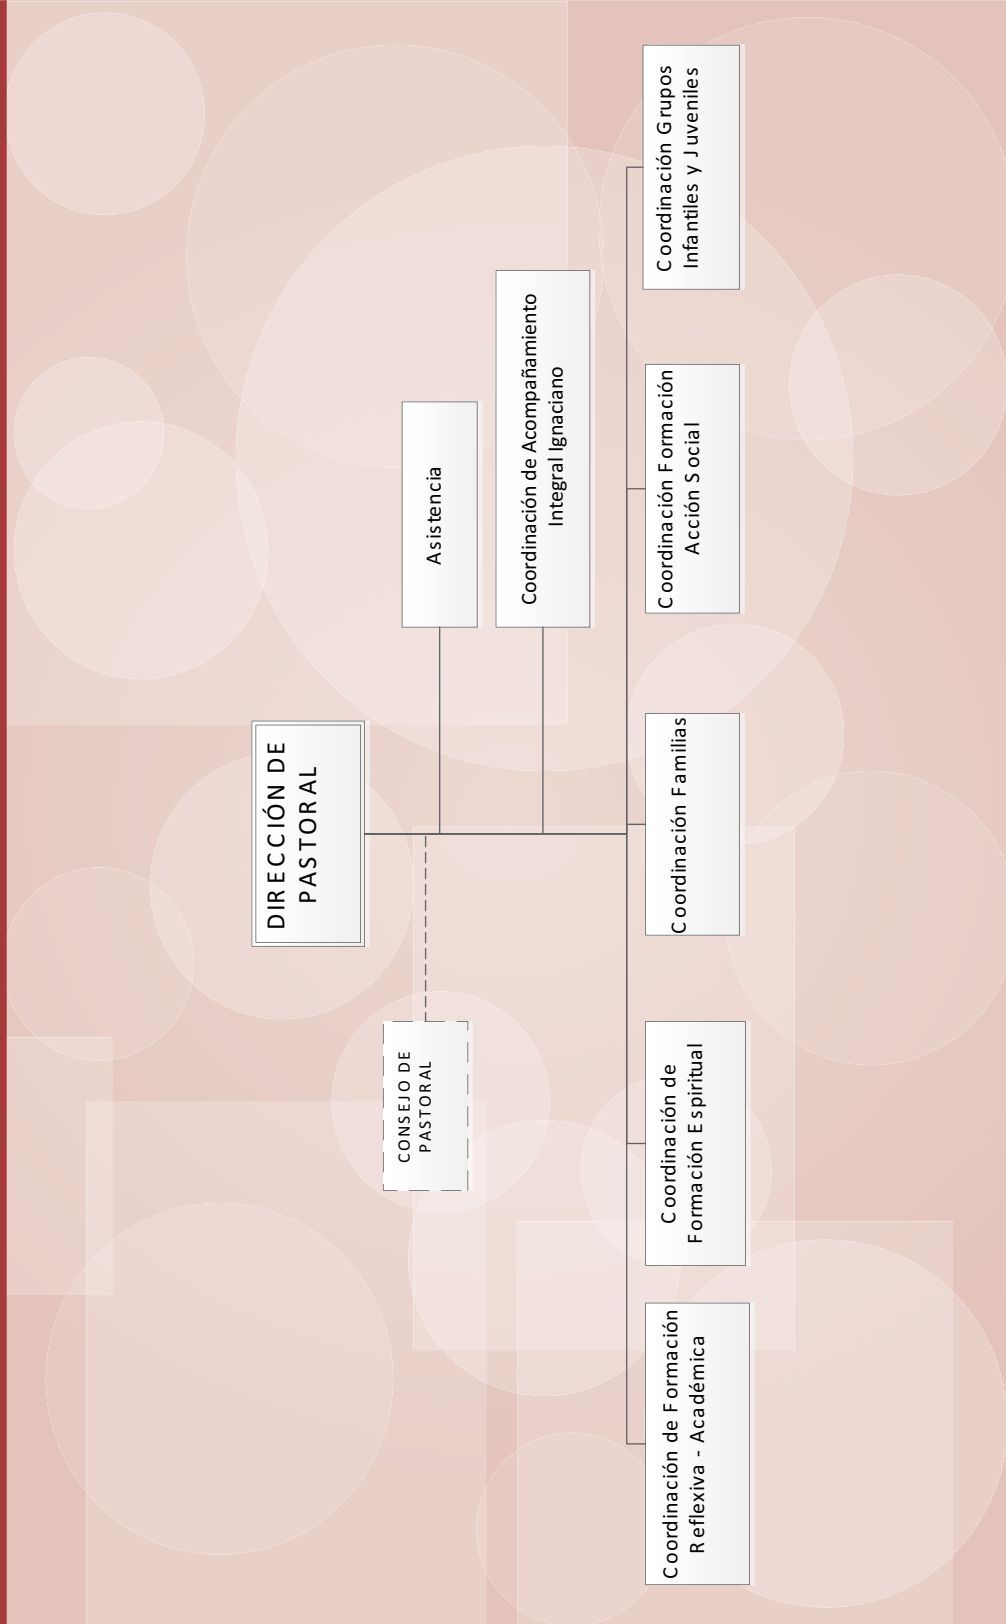 DIRECCIÓN DE
PASTORAL
CONSEJO DE
PASTORAL
Asistencia
Coordinación de Acompañamiento
Integral Ignaciano
Coordinación de Formación
Reflexiva - Académica
Coordinación de
Formación Espiritual
Coordinación Familias
Coordinación Formación
Acción Social
Coordinación Grupos
Infantiles y Juveniles